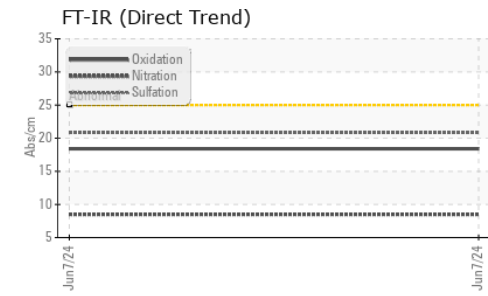 FT-IR (Direct Trend)
35
30
25
20
15
10
5
Abs/cm
Oxidation
Nitration
Sulfation
Abnormal
Jun7/24
Jun7/24